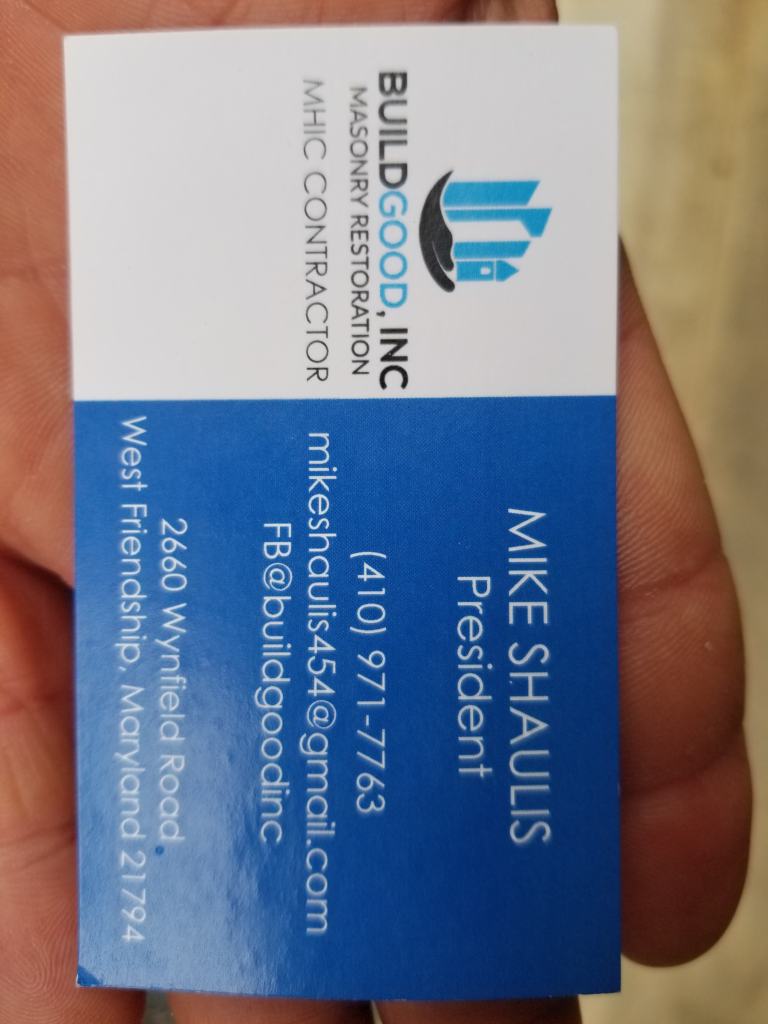 BUILDGOOD, INC
MASONRY RESTORATION
MHIC CONTRACTOR
MIKE SHAULIS
President
(410) 971-7763
mikeshaulis454@gmail.com
FB@buildgoodinc
2660 Wynfield Road
West Friendship, Maryland 21794